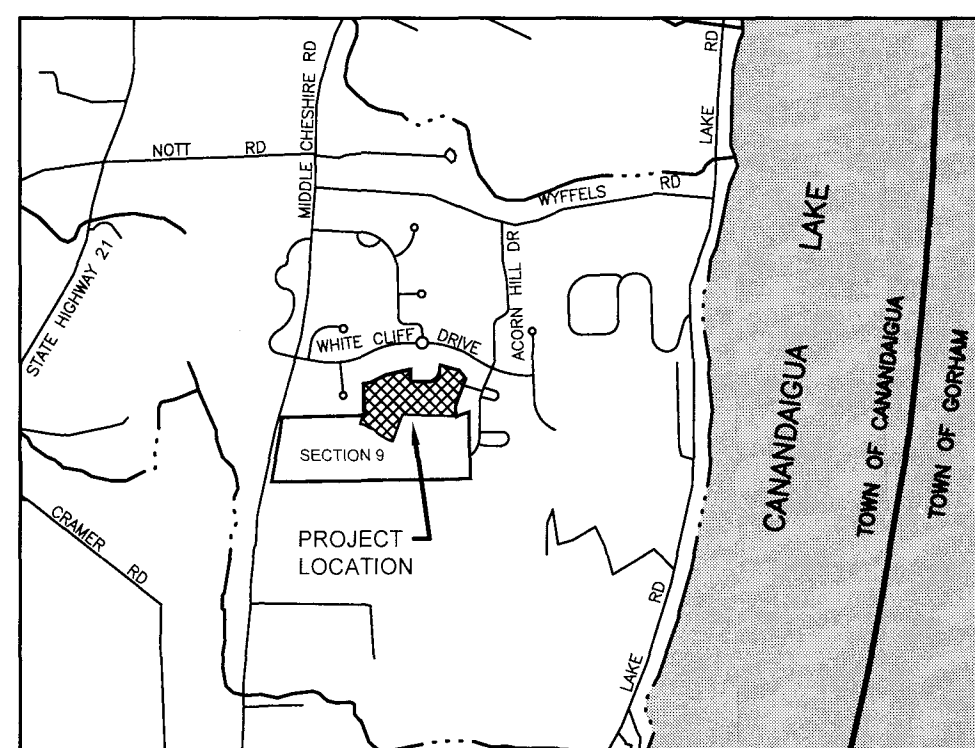 NOTT RD
MIDDLE CHESHIRE RD
LAKE RD
WYFFELS RD
STATE HIGHWAY 21
ACORN HILL DR
WHITE CLIFF DRIVE
SECTION 9
PROJECT
LOCATION
CRAMER RD
LAKE RD
CANANDAIGUA LAKE
TOWN OF CANANDAIGUA
TOWN OF GORHAM